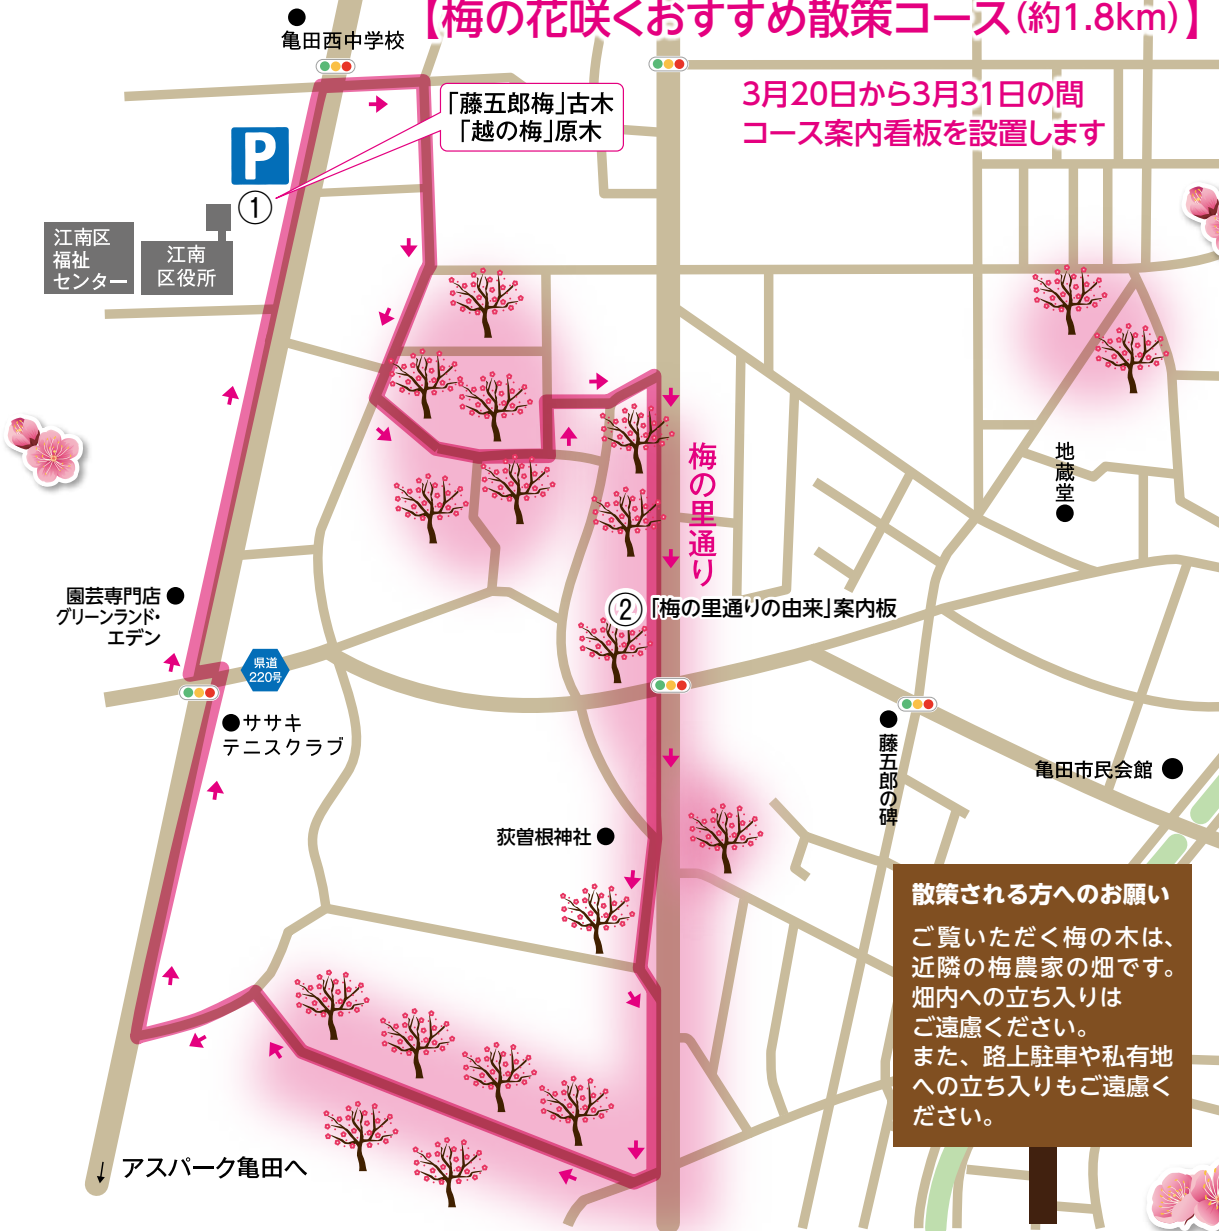 【梅の花咲くおすすめ散策コース(約1.8km)】
亀田西中学校
3月20日から3月31日の間
コース案内看板を設置します
「藤五郎梅」古木
「越の梅」原木
P
①
江南区
福祉
センター
江南
区役所
梅の里通り
地蔵堂
園芸専門店
グリーンランド・
エデン
②「梅の里通りの由来」案内板
県道
220号
ササキ
テニスクラブ
藤五郎の碑
亀田市民会館
荻曽根神社
散策される方へのお願い
ご覧いただく梅の木は、
近隣の梅農家の畑です。
畑内への立ち入りは
ご遠慮ください。
また、路上駐車や私有地
への立ち入りもご遠慮く
ださい。
↓ アスパーク亀田へ